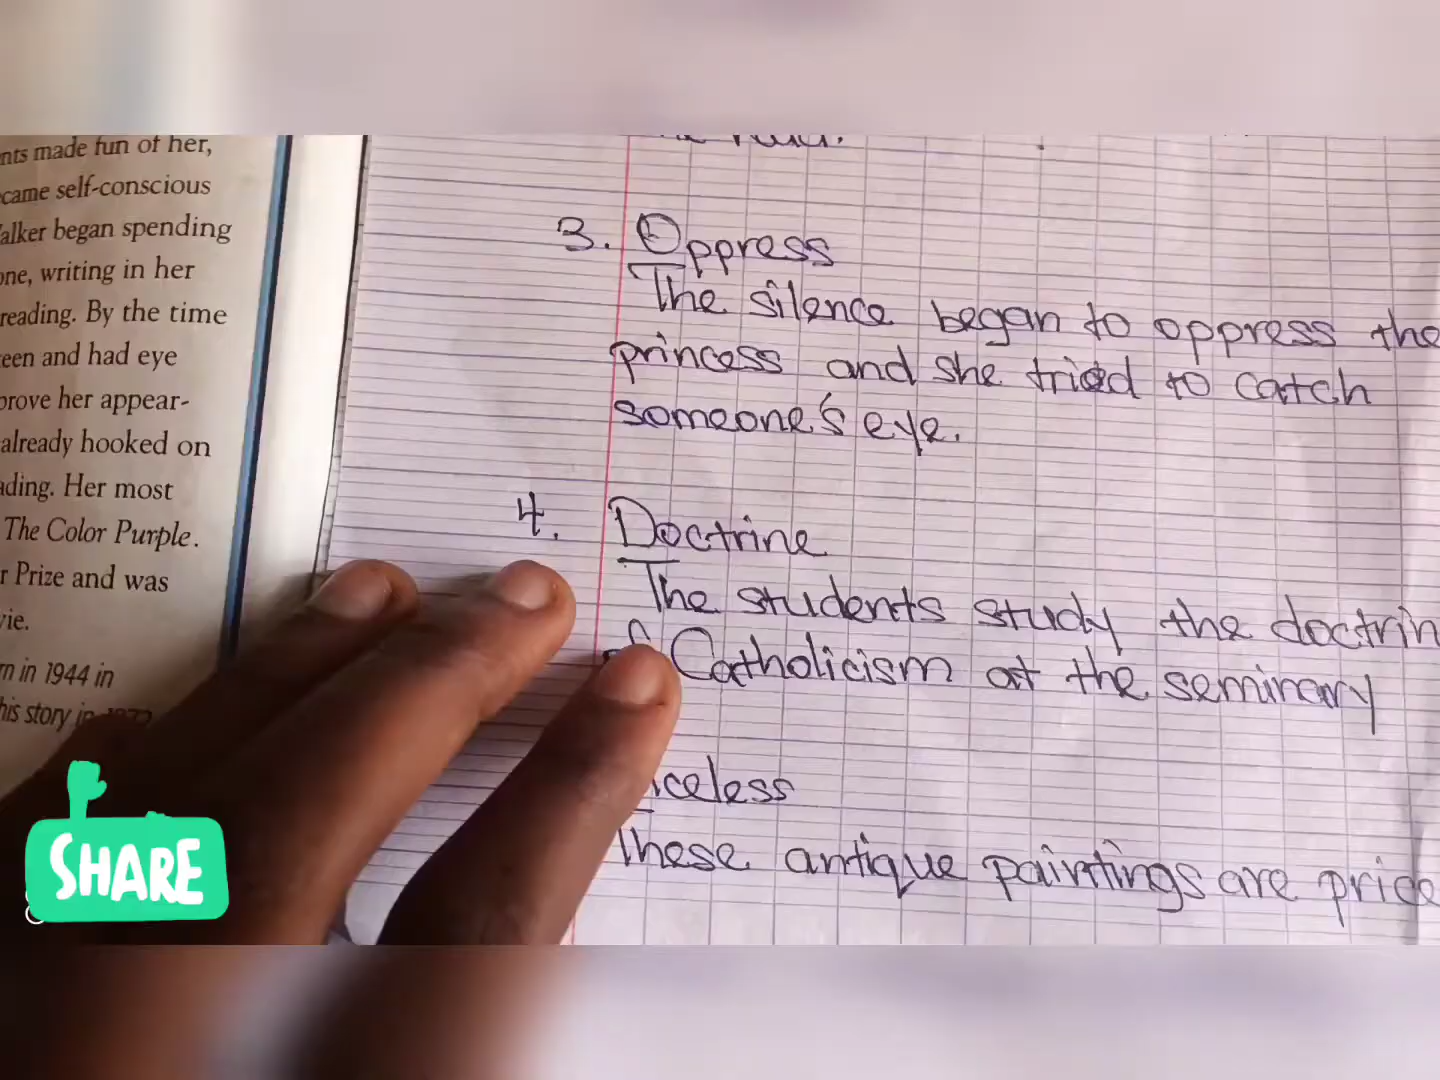 nts made fun of her,
came self-conscious
alker began spending
one, writing in her
reading. By the time
een and had eye
prove her appear-
already hooked on
ading. Her most
The Color Purple.
r Prize and was
vie.
rn in 1944 in
his story in
3. Oppress
The silence began to oppress the
princess and she tried to catch
someone's eye.
4. Doctrine
The students study the doctrin
of Catholicism at the seminary
iceless
These antique paintings are price
SHARE